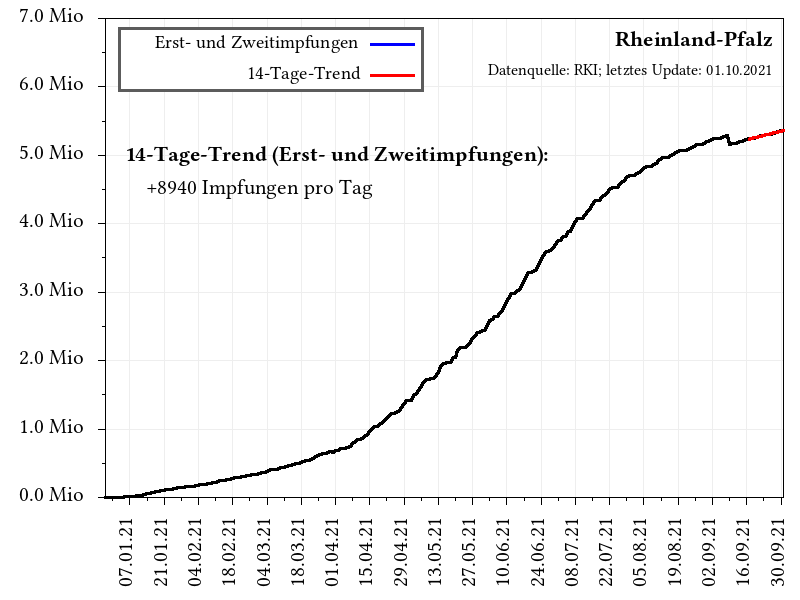 7.0 Mio
6.0 Mio
5.0 Mio
4.0 Mio
3.0 Mio
2.0 Mio
1.0 Mio
0.0 Mio
Erst- und Zweitimpfungen
14-Tage-Trend
Rheinland-Pfalz
Datenquelle: RKI; letztes Update: 01.10.2021
14-Tage-Trend (Erst- und Zweitimpfungen):
+8940 Impfungen pro Tag
07.01.21
21.01.21
04.02.21
18.02.21
04.03.21
18.03.21
01.04.21
15.04.21
29.04.21
13.05.21
27.05.21
10.06.21
24.06.21
08.07.21
22.07.21
05.08.21
19.08.21
02.09.21
16.09.21
30.09.21